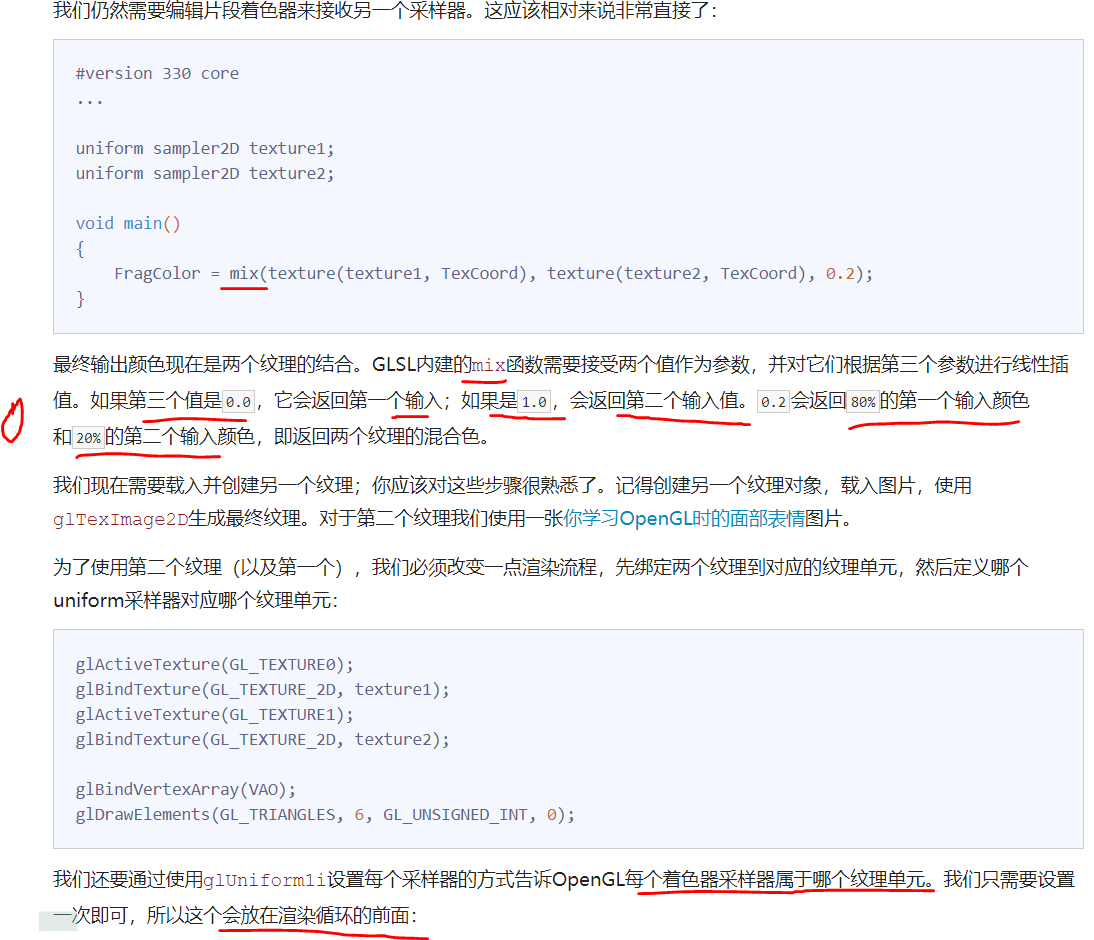 我们仍然需要编辑片段着色器来接收另一个采样器。这应该相对来说非常直接了：
#version 330 core
...
uniform sampler2D texture1;
uniform sampler2D texture2;
void main()
{
    FragColor = mix(texture(texture1, TexCoord), texture(texture2, TexCoord), 0.2);
}
最终输出颜色现在是两个纹理的结合。GLSL内建的mix函数需要接受两个值作为参数，并对它们根据第三个参数进行线性插
值。如果第三个值是0.0，它会返回第一个输入；如果是1.0，会返回第二个输入值。0.2会返回80%的第一个输入颜色
和20%的第二个输入颜色，即返回两个纹理的混合色。
我们现在需要载入并创建另一个纹理；你应该对这些步骤很熟悉了。记得创建另一个纹理对象，载入图片，使用
glTexImage2D生成最终纹理。对于第二个纹理我们使用一张你学习OpenGL时的面部表情图片。
为了使用第二个纹理（以及第一个），我们必须改变一点渲染流程，先绑定两个纹理到对应的纹理单元，然后定义哪个
uniform采样器对应哪个纹理单元：
glActiveTexture(GL_TEXTURE0);
glBindTexture(GL_TEXTURE_2D, texture1);
glActiveTexture(GL_TEXTURE1);
glBindTexture(GL_TEXTURE_2D, texture2);
glBindVertexArray(VAO);
glDrawElements(GL_TRIANGLES, 6, GL_UNSIGNED_INT, 0);
我们还要通过使用glUniform1i设置每个采样器的方式告诉OpenGL每个着色器采样器属于哪个纹理单元。我们只需要设置
一次即可，所以这个会放在渲染循环的前面：